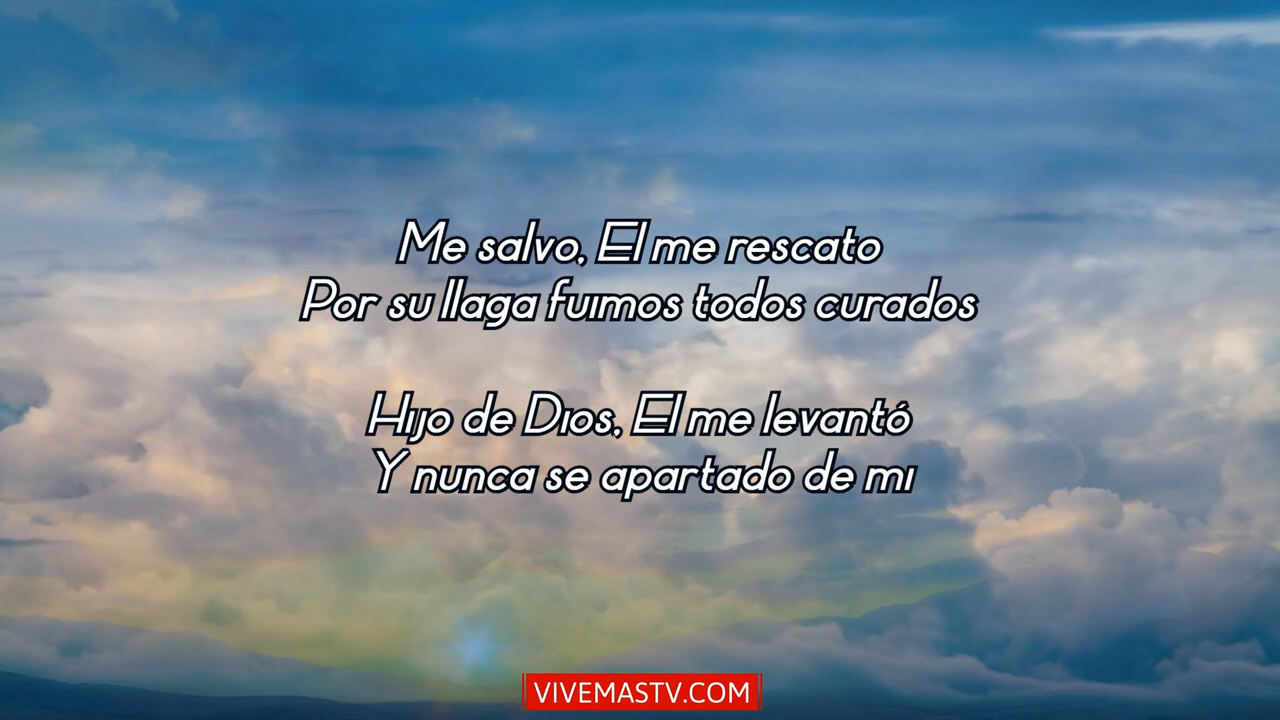 Me salvo, El me rescato
Por su llaga fuimos todos curados
Hijo de Dios, El me levantó
Y nunca se apartado de mi
VIVEMASTV.COM